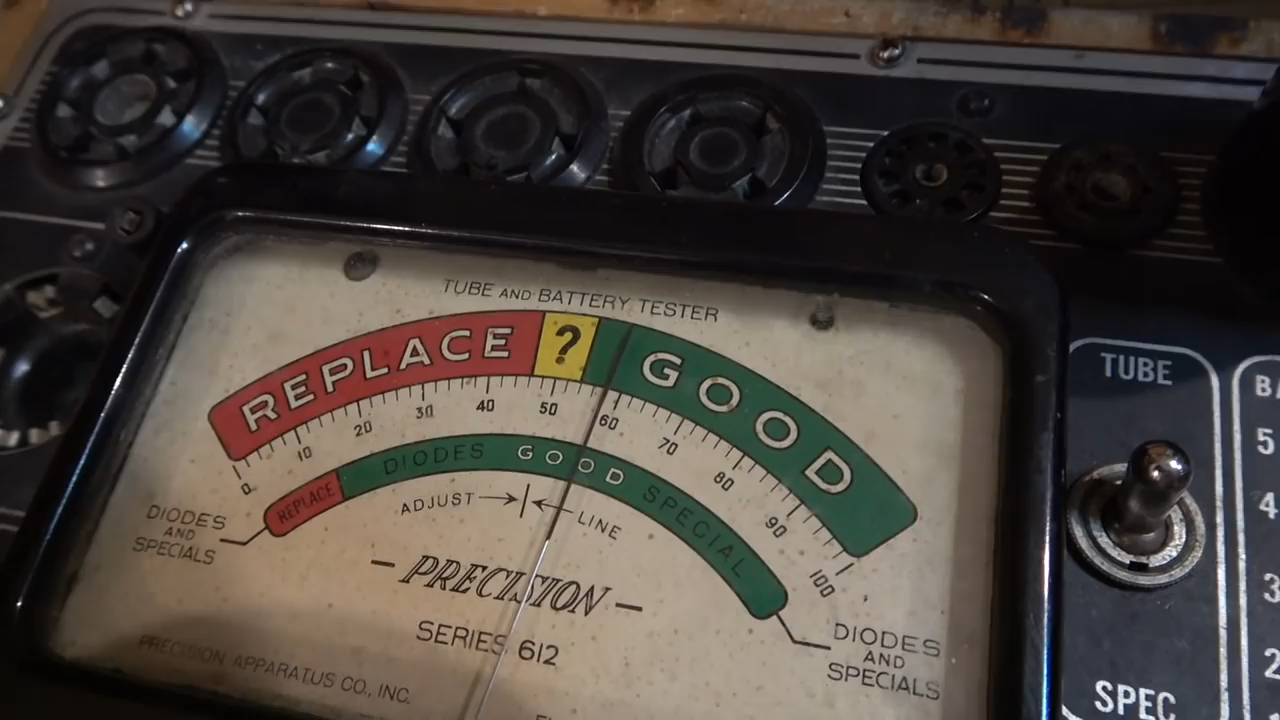 TUBE AND BATTERY TESTER
REPLACE ? GOOD
0 10 20 30 40 50 60 70 80 90 100
REPLACE DIODES GOOD SPECIAL
ADJUST LINE
DIODES
AND
SPECIALS
– PRECISION –
SERIES 612
DIODES
AND
SPECIALS
PRECISION APPARATUS CO., INC.
TUBE
SPEC
5
4
3
2